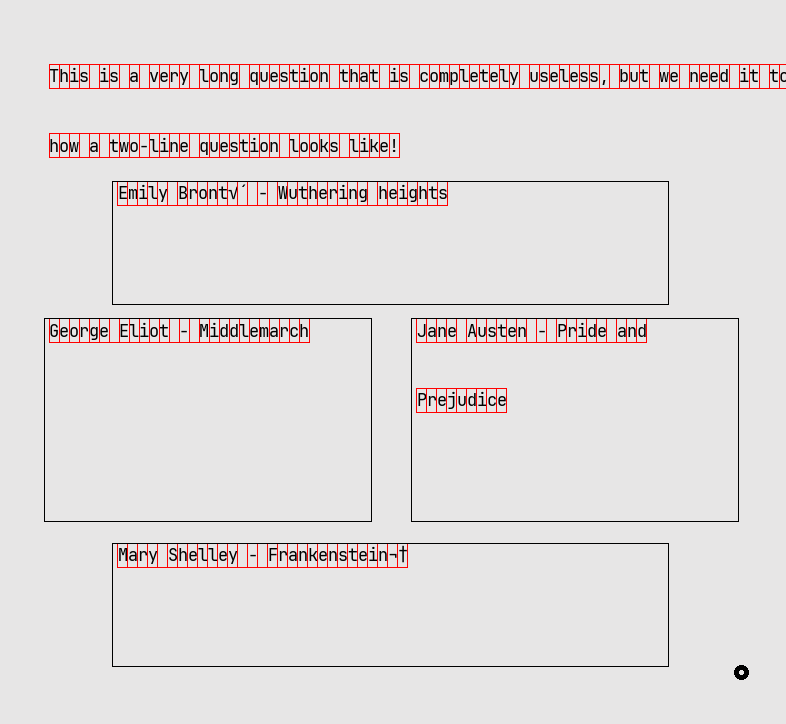 This is a very long question that is completely useless, but we need it to
how a two-line question looks like!
Emily Bront√´ - Wuthering heights
George Eliot - Middlemarch
Jane Austen - Pride and
Prejudice
Mary Shelley - Frankenstein¬†